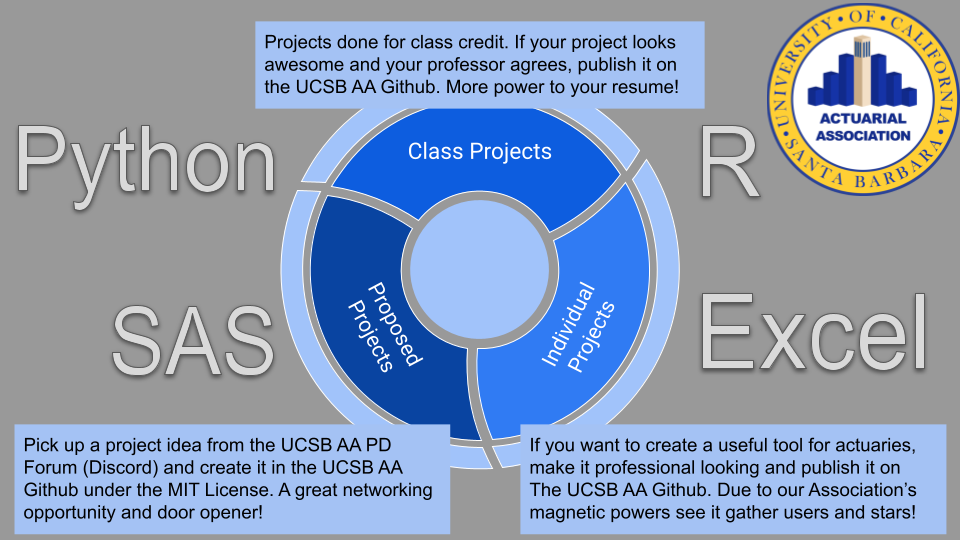 Projects done for class credit. If your project looks
awesome and your professor agrees, publish it on
the UCSB AA Github. More power to your resume!
UNIVERSITY • OF • CALIFORNIA
ACTUARIAL
ASSOCIATION
SANTA BARBARA
Python
Class Projects
R
SAS
Proposed
Projects
Individual
Projects
Excel
Pick up a project idea from the UCSB AA PD
Forum (Discord) and create it in the UCSB AA
Github under the MIT License. A great networking
opportunity and door opener!
If you want to create a useful tool for actuaries,
make it professional looking and publish it on
The UCSB AA Github. Due to our Association's
magnetic powers see it gather users and stars!